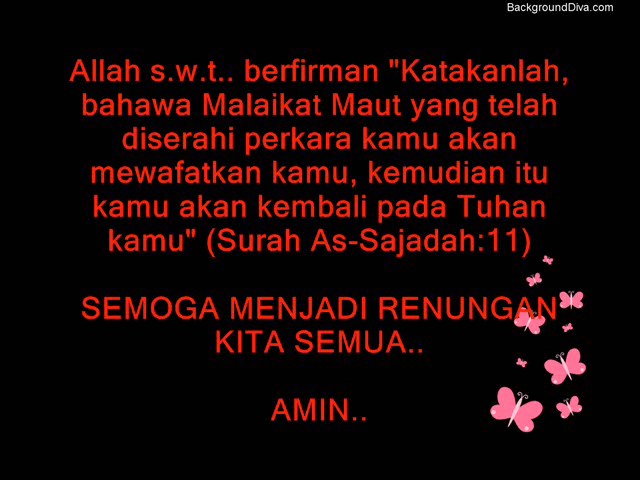 BackgroundDiva.com
Allah s.w.t.. berfirman "Katakanlah,
bahawa Malaikat Maut yang telah
diserahi perkara kamu akan
mewafatkan kamu, kemudian itu
kamu akan kembali pada Tuhan
kamu" (Surah As-Sajadah:11)
SEMOGA MENJADI RENUNGAN
KITA SEMUA..
AMIN..